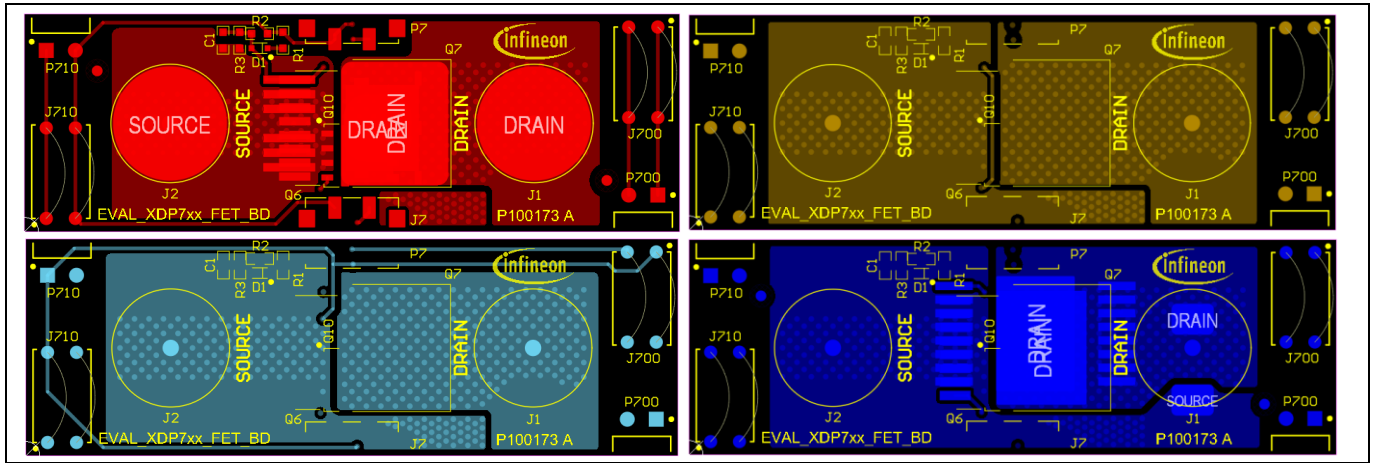 R2
P7
C1
R3
D1
R1
Q7
infineon
P710
J710
SOURCE
SOURCE
Q10
DRAIN
DRAIN
DRAIN
DRAIN
J700
P700
J2
Q6
J7
J1
EVAL_XDP7xx_FET_BD
P100173 A
R2
P7
C1
R3
D1
R1
Q7
infineon
P710
J710
SOURCE
Q10
DRAIN
J700
P700
J2
Q6
J7
J1
EVAL_XDP7xx_FET_BD
P100173 A
R2
P7
C1
R3
D1
R1
Q7
infineon
P710
J710
SOURCE
Q10
DRAIN
J700
P700
J2
Q6
J7
J1
EVAL_XDP7xx_FET_BD
P100173 A
R2
P7
C1
R3
D1
R1
Q7
infineon
P710
J710
SOURCE
Q10
DRAIN
DRAIN
DRAIN
DRAIN
SOURCE
J700
P700
J2
Q6
J7
J1
EVAL_XDP7xx_FET_BD
P100173 A